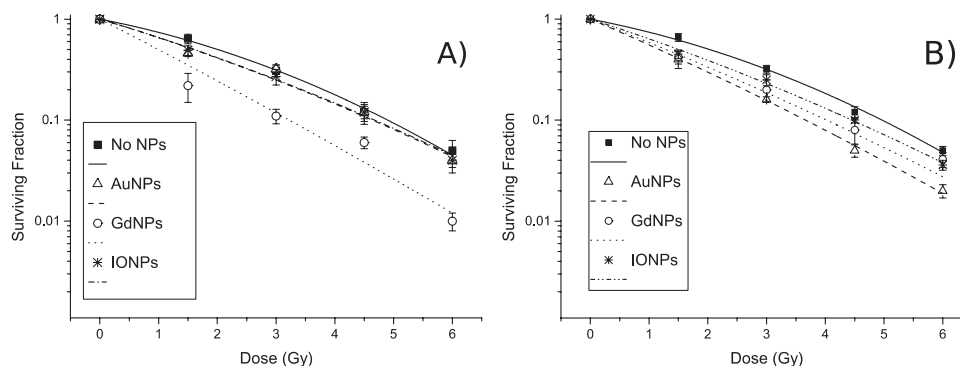 A)
Surviving Fraction
1
0.1
0.01
No NPs
AuNPs
GdNPs
IONPs
0 1 2 3 4 5 6
Dose (Gy)
B)
Surviving Fraction
1
0.1
0.01
No NPs
AuNPs
GdNPs
IONPs
0 1 2 3 4 5 6
Dose (Gy)